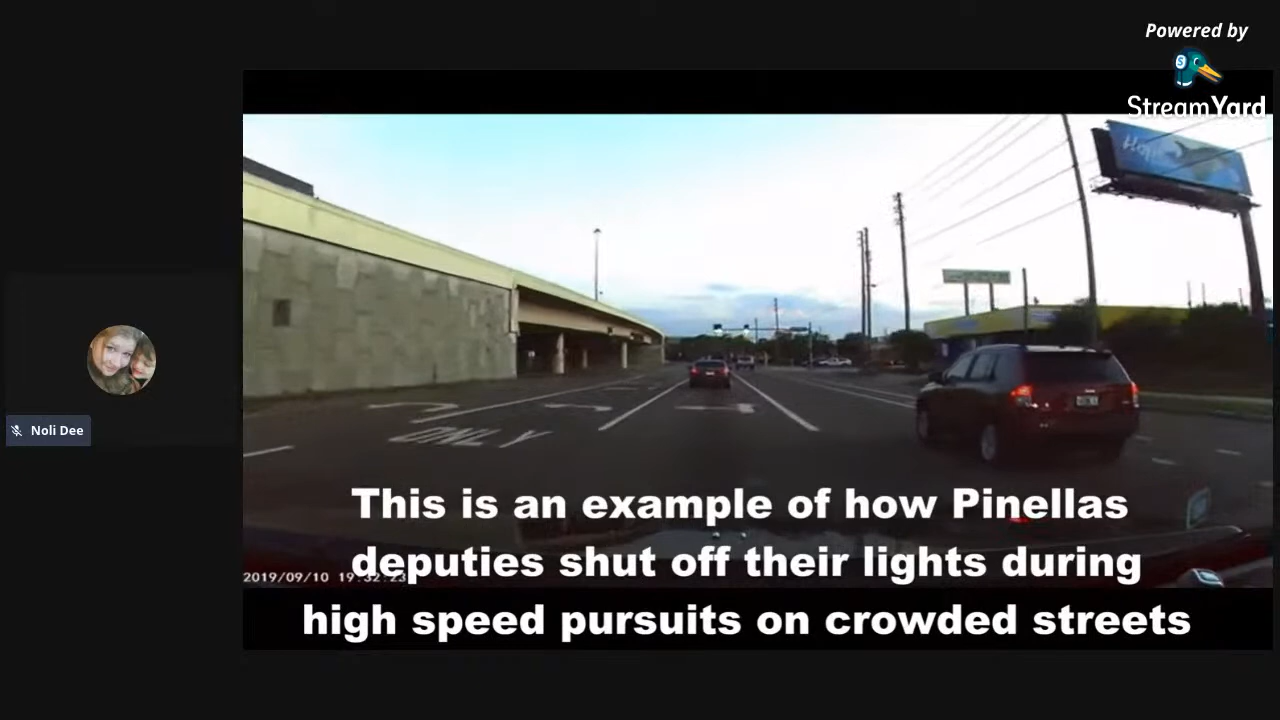 Powered by
StreamYard
Hope
ONLY
Noli Dee
This is an example of how Pinellas
deputies shut off their lights during
2019/09/10 19:32:23
high speed pursuits on crowded streets